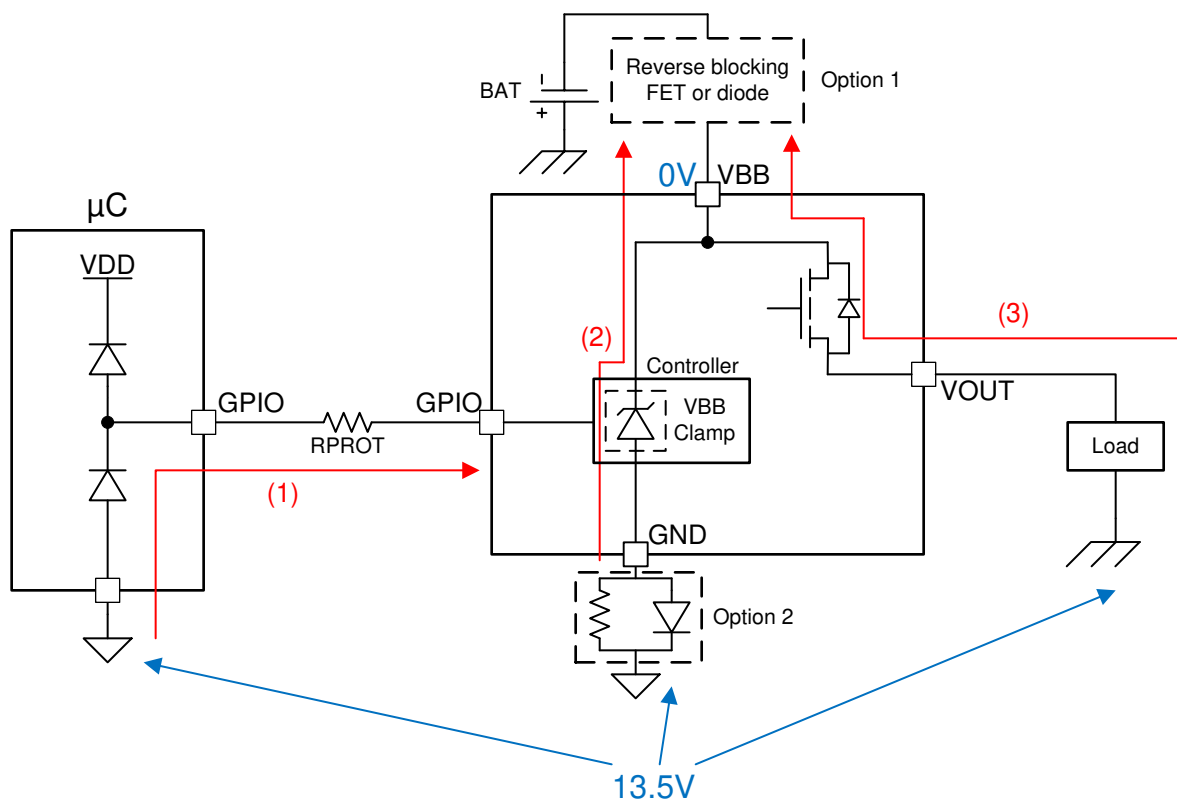 Reverse blocking
FET or diode
Option 1
BAT
-
+
0V
VBB
µC
VDD
(2)
(3)
Controller
GPIO
GPIO
VBB
Clamp
VOUT
RPROT
Load
(1)
GND
Option 2
13.5V